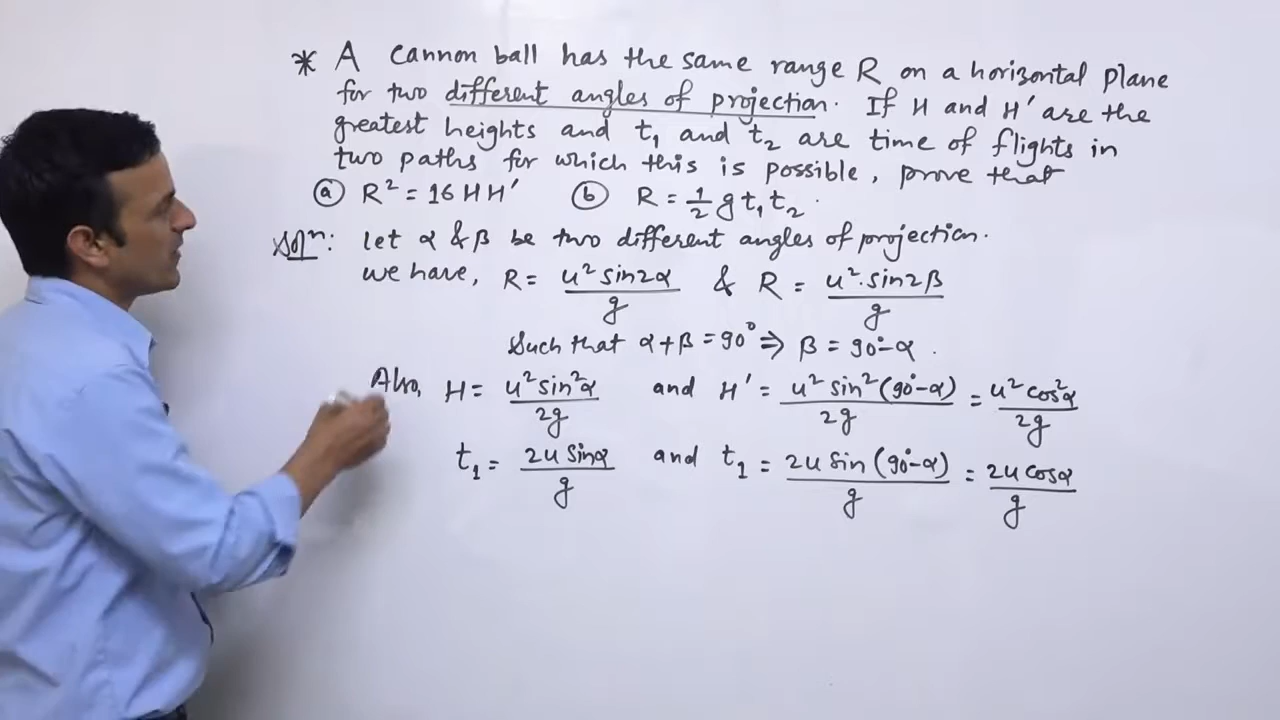 * A cannon ball has the same range R on a horizontal plane
for two different angles of projection. If H and H' are the
greatest heights and t₁ and t₂ are time of flights in
two paths for which this is possible, prove that
(a) R² = 16 H H' (b) R = 1/2 g t₁ t₂.
Solⁿ: let α & β be two different angles of projection.
we have, R = u² sin2α / g & R = u². sin2β / g
Such that α + β = 90° ⇒ β = 90° - α.
Also, H = u² sin²α / 2g and H' = u² sin² (90° - α) / 2g = u² cos²α / 2g
t₁ = 2u sinα / g and t₁ = 2u sin (90° - α) / g = 2u cosα / g